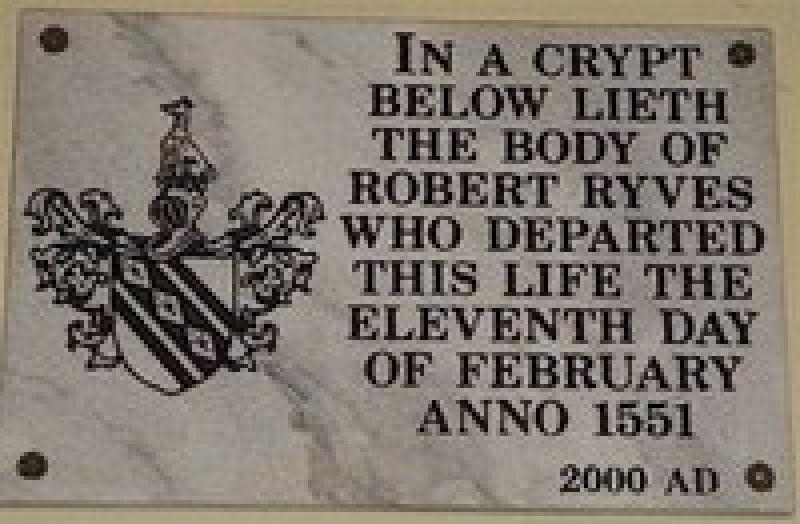 IN A CRYPT
BELOW LIETH
THE BODY OF
ROBERT RYVES
WHO DEPARTED
THIS LIFE THE
ELEVENTH DAY
OF FEBRUARY
ANNO 1551
2000 AD